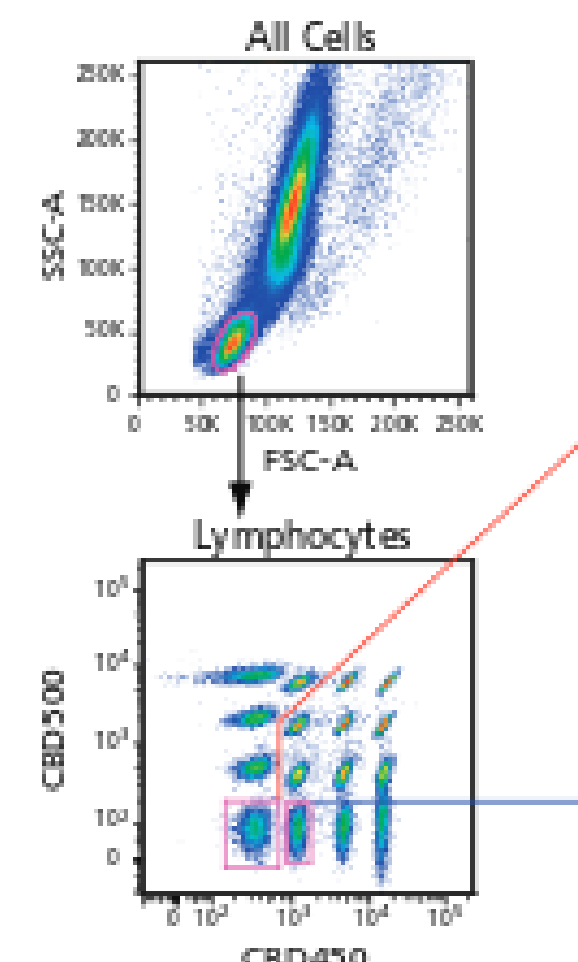 All Cells
250K
200K
150K
100K
50K
0
SSC-A
0 50K 100K 150K 200K 250K
FSC-A
Lymphocytes
10⁵
10⁴
10³
10²
0
CBD500
0 10² 10³ 10⁴ 10⁵
CBD450